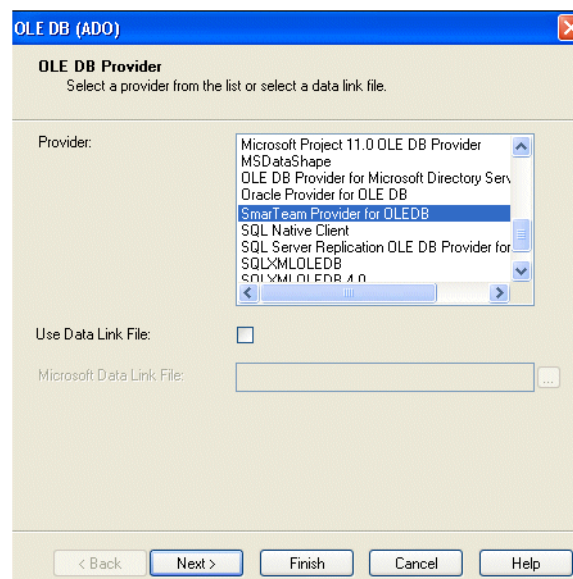 OLE DB (ADO)
OLE DB Provider
Select a provider from the list or select a data link file.
Provider:
Microsoft Project 11.0 OLE DB Provider
MSDataShape
OLE DB Provider for Microsoft Directory Serv
Oracle Provider for OLE DB
SmarTeam Provider for OLEDB
SQL Native Client
SQL Server Replication OLE DB Provider for
SQLXMLOLEDB
SQLXMLOLEDB 4.0
Use Data Link File:
Microsoft Data Link File:
...
< Back Next > Finish Cancel Help